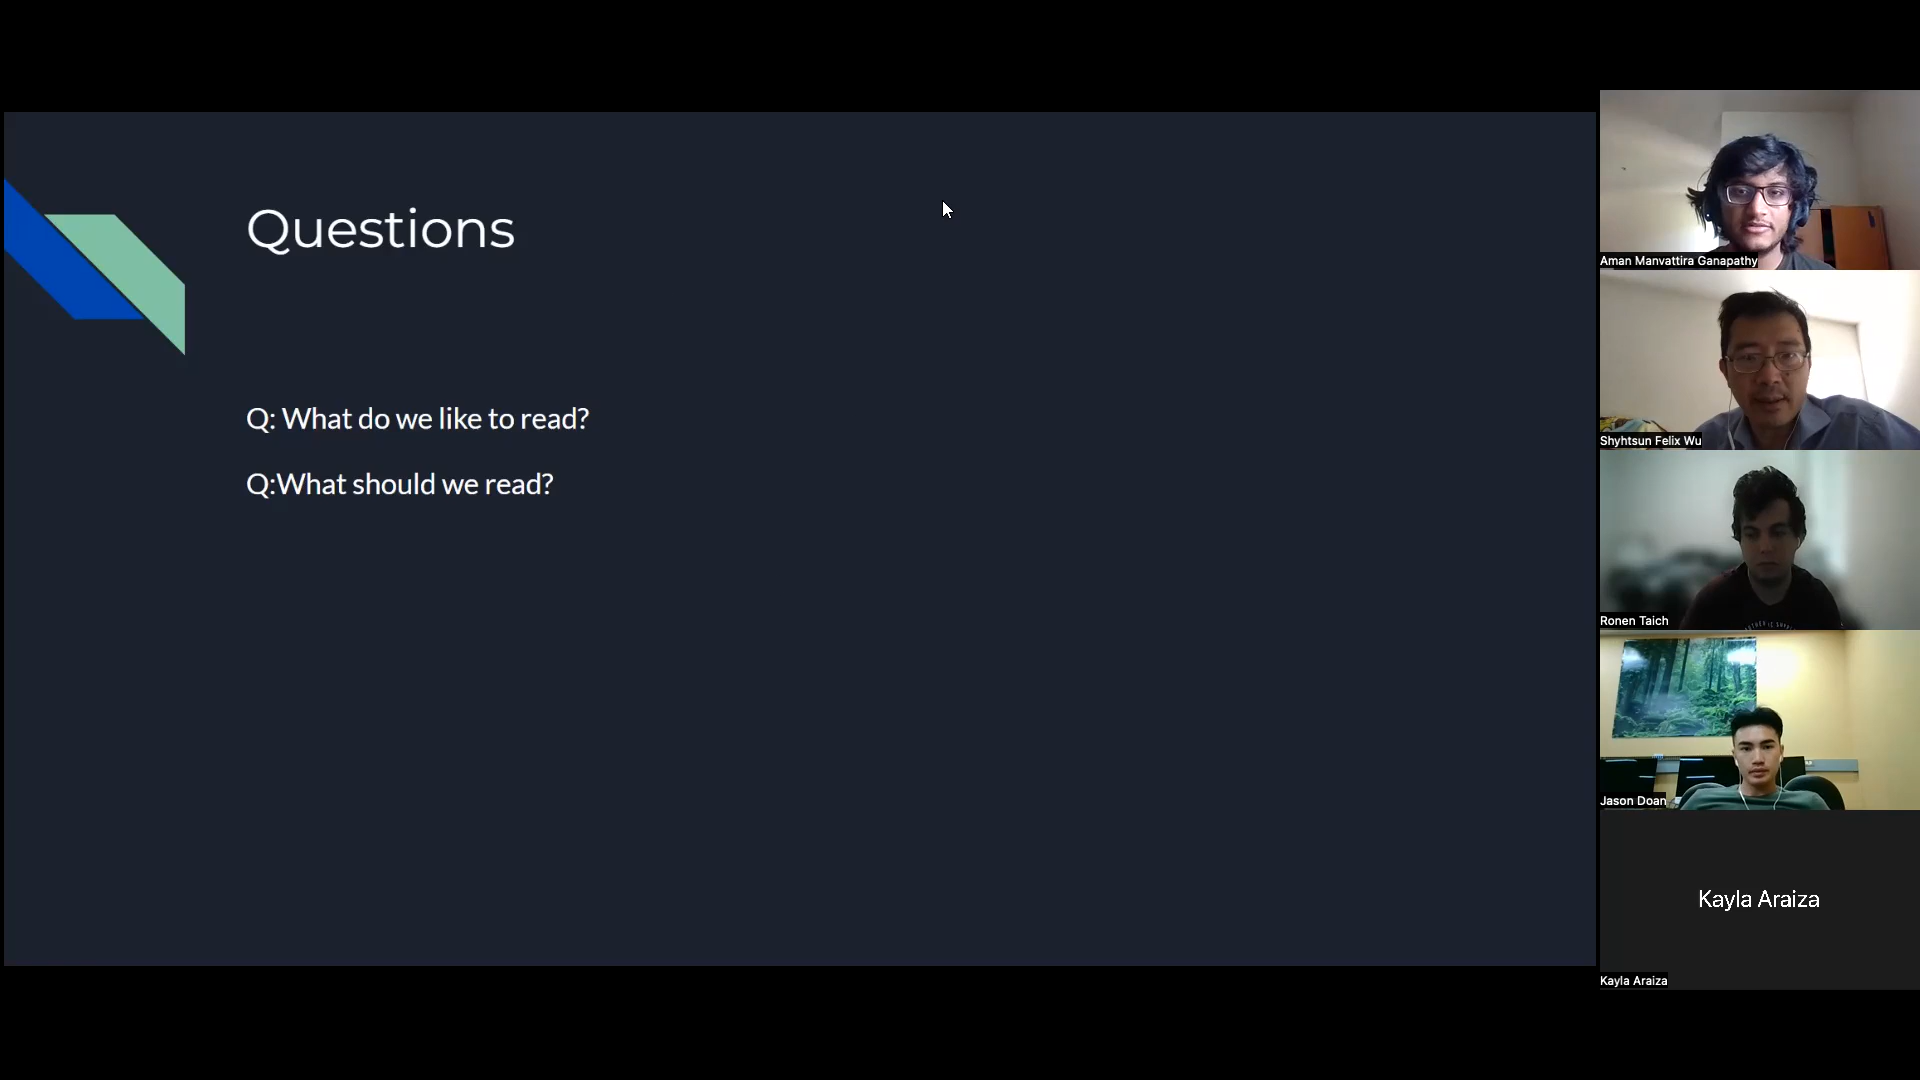 Questions
Q: What do we like to read?
Q:What should we read?
Aman Manvattira Ganapathy
Shyhtsun Felix Wu
Ronen Taich
Jason Doan
Kayla Araiza
Kayla Araiza